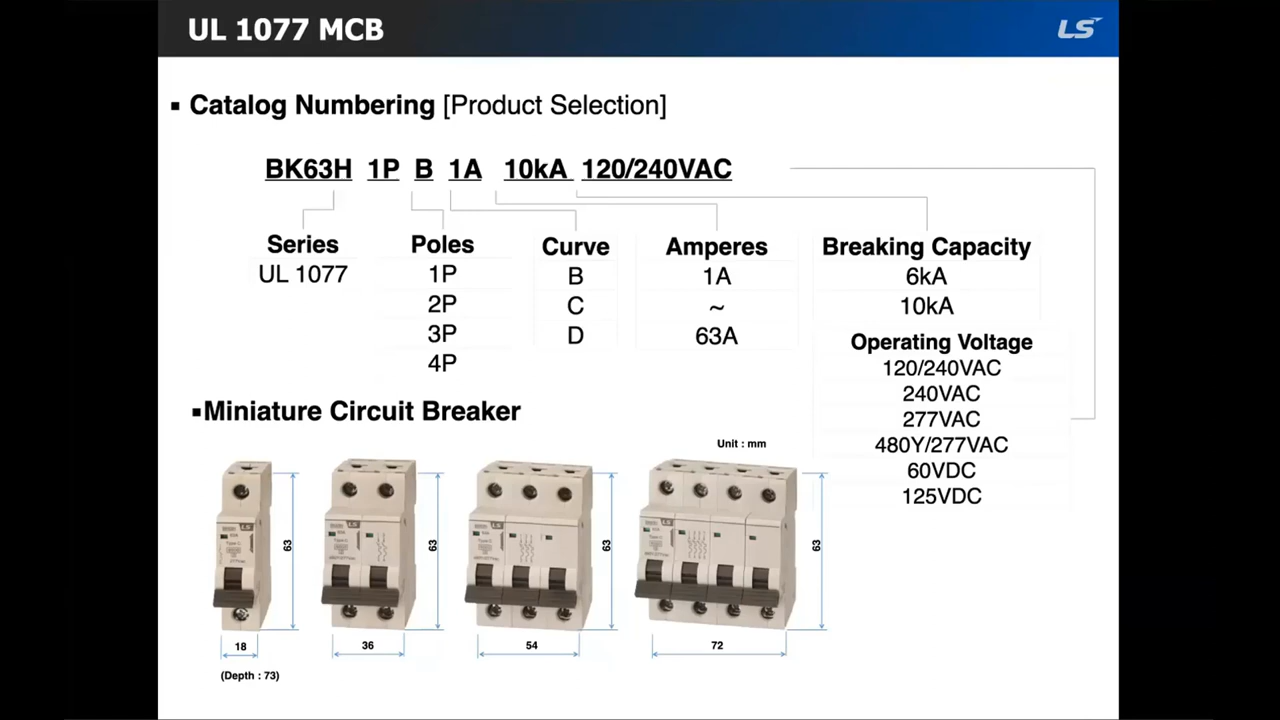 UL 1077 MCB
LS
▪ Catalog Numbering [Product Selection]
BK63H 1P B 1A 10kA 120/240VAC
Series
UL 1077
Poles
1P
2P
3P
4P
Curve
B
C
D
Amperes
1A
~
63A
Breaking Capacity
6kA
10kA
Operating Voltage
120/240VAC
240VAC
277VAC
480Y/277VAC
60VDC
125VDC
▪Miniature Circuit Breaker
Unit : mm
63
63
63
63
18
36
54
72
(Depth : 73)